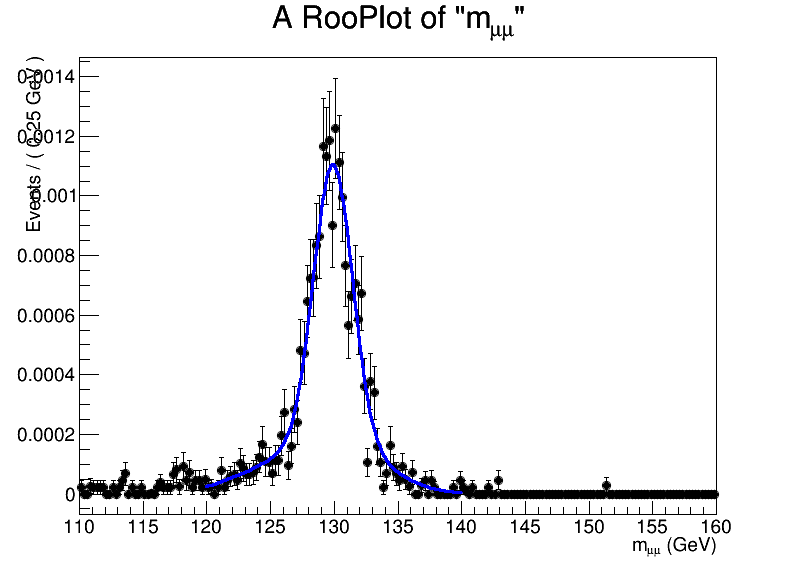 A RooPlot of "mμμ"
Events / ( 0.25 GeV )
0.0014
0.0012
0.001
0.0008
0.0006
0.0004
0.0002
0
110 115 120 125 130 135 140 145 150 155 160
mμμ (GeV)